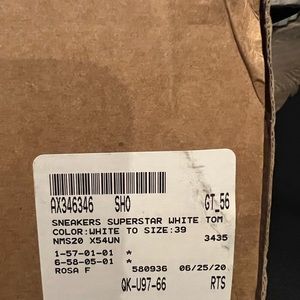 AX346346 SHO GT 56
SNEAKERS SUPERSTAR WHITE TOM
COLOR:WHITE TO SIZE:39
NMS20 X54UN 3435
1-57-01-01 *
6-58-05-01 *
ROSA F 580936 06/25/20
QK-U97-66 RTS